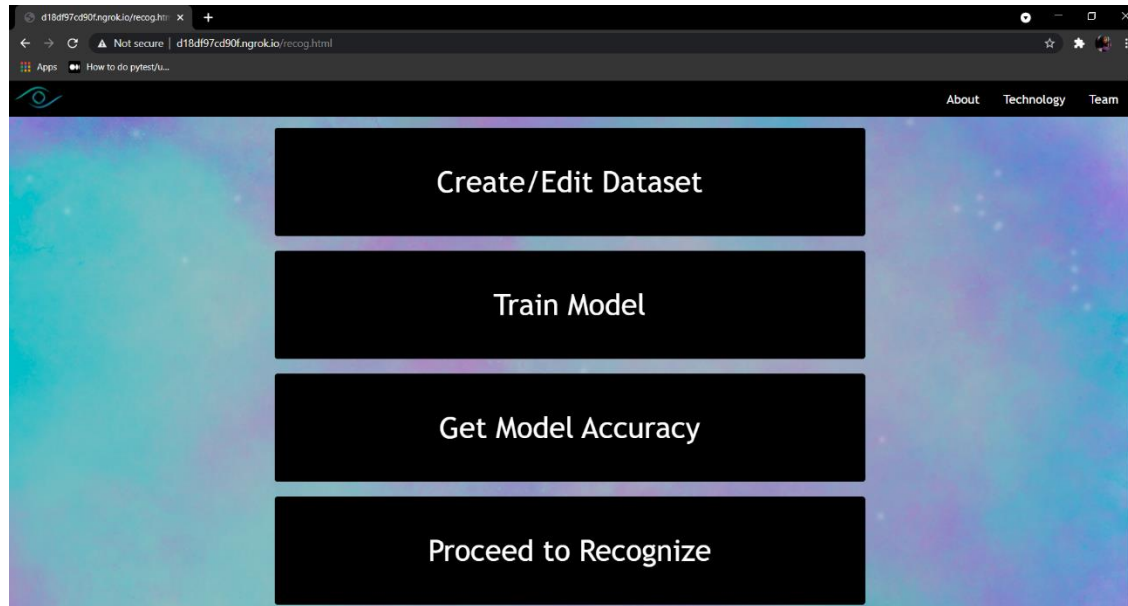 d18df97cd90f.ngrok.io/recog.htm
Not secure | d18df97cd90f.ngrok.io/recog.html
Apps How to do pytest/u...
About Technology Team
Create/Edit Dataset
Train Model
Get Model Accuracy
Proceed to Recognize